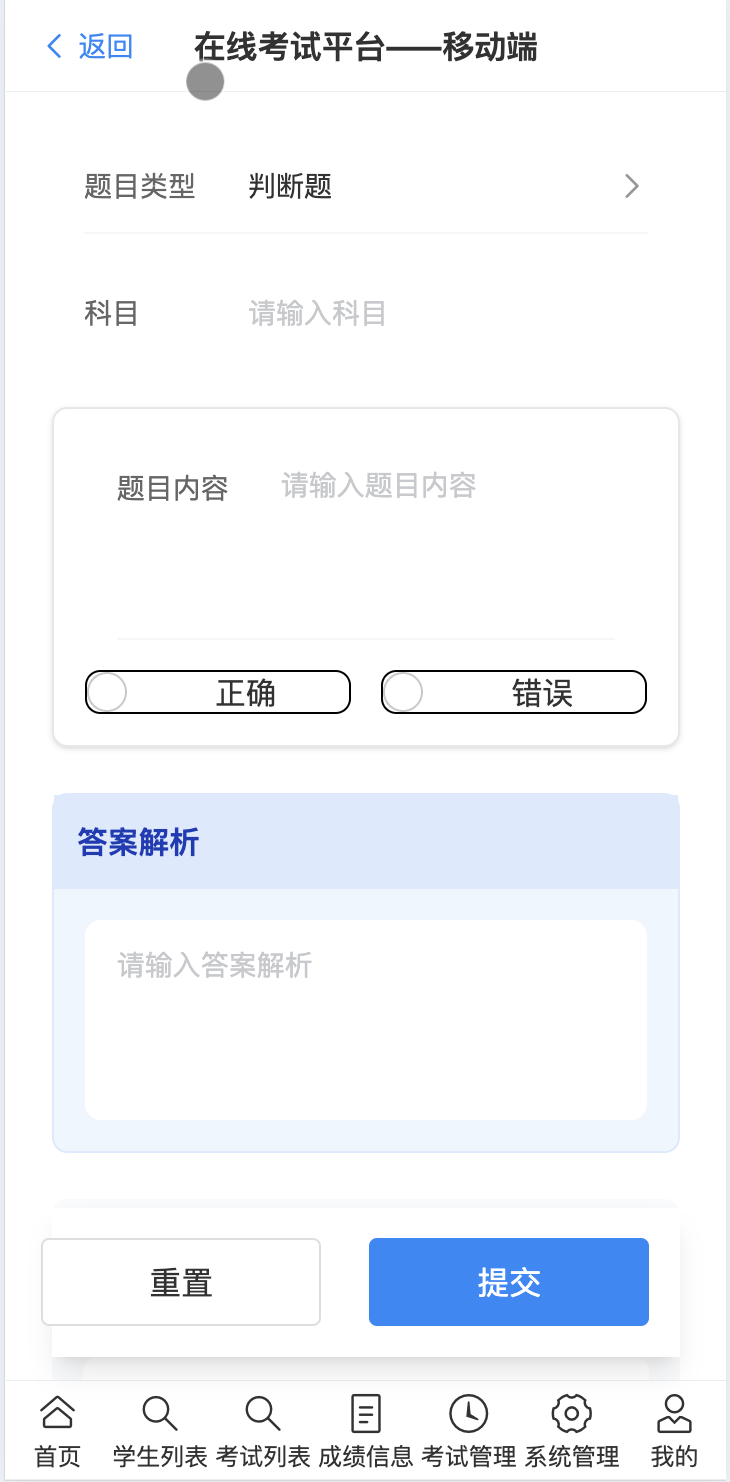 返回 在线考试平台——移动端
题目类型 判断题
科目 请输入科目
题目内容 请输入题目内容
正确 错误
答案解析
请输入答案解析
重置 提交
首页 学生列表 考试列表 成绩信息 考试管理 系统管理 我的